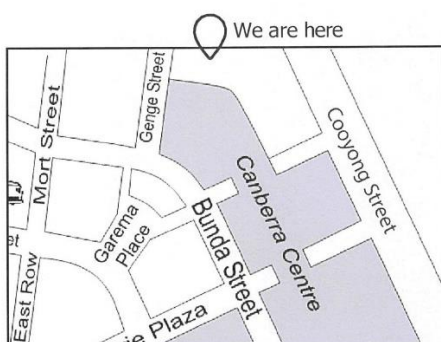 We are here
Genge Street
Mort Street
Cooyong Street
Canberra Centre
Garema
Place
Bunda Street
East Row
Plaza